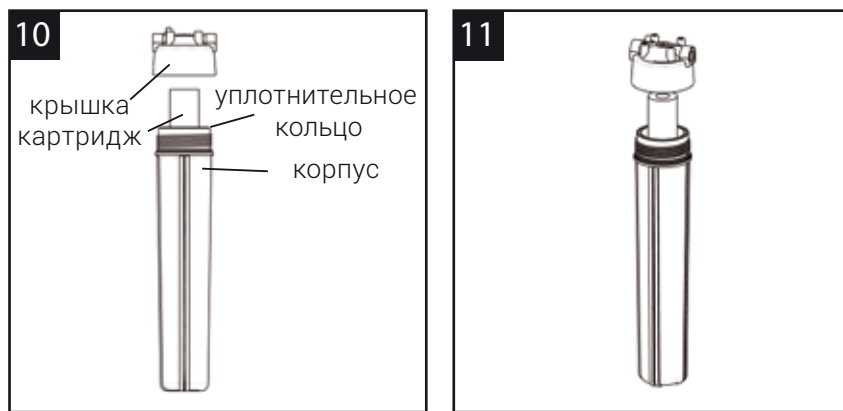 10
крышка
картридж
уплотнительное
кольцо
корпус
11